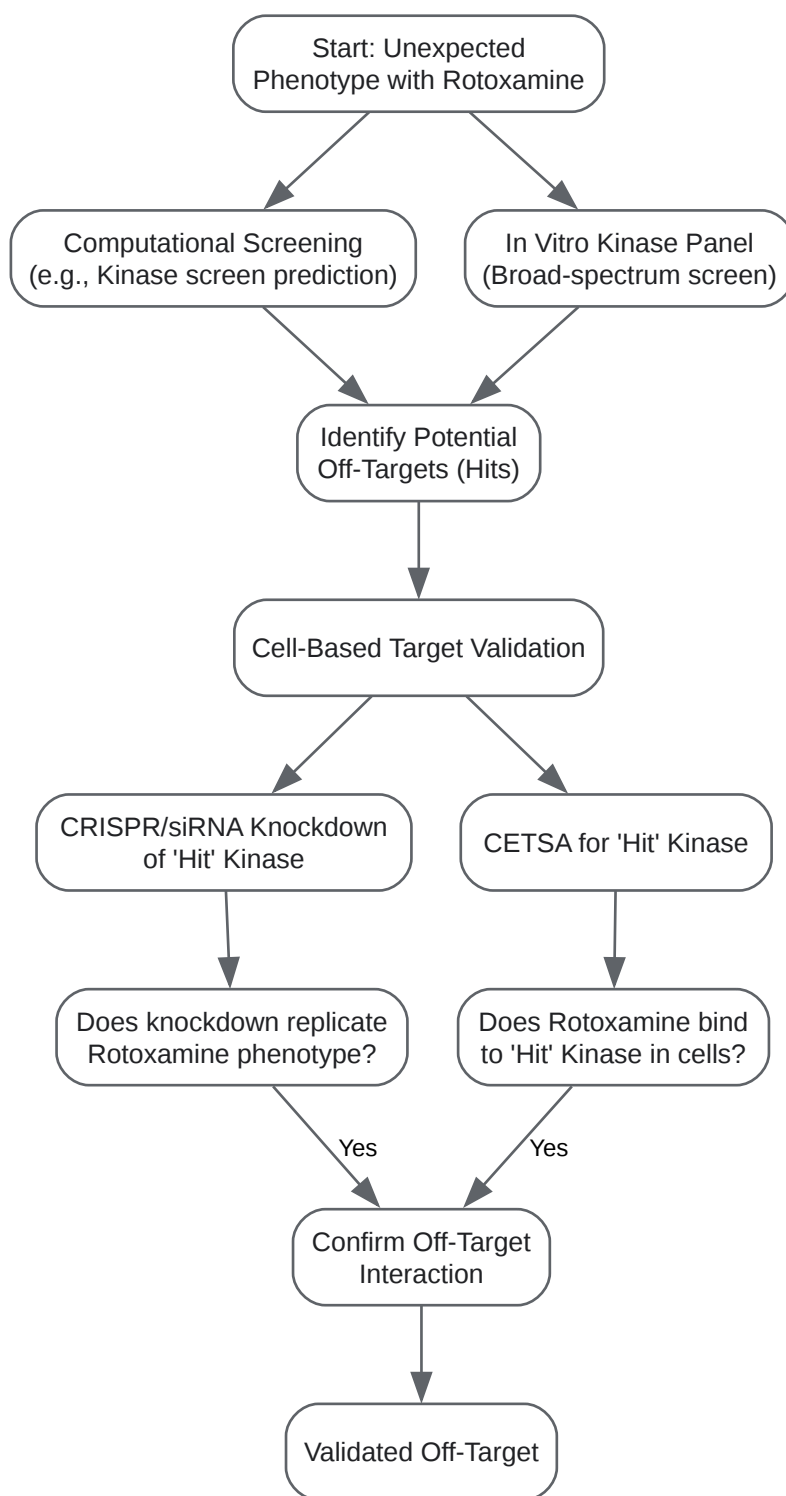 Start: Unexpected
Phenotype with Rotoxamine
Computational Screening
(e.g., Kinase screen prediction)
In Vitro Kinase Panel
(Broad-spectrum screen)
Identify Potential
Off-Targets (Hits)
Cell-Based Target Validation
CRISPR/siRNA Knockdown
of 'Hit' Kinase
CETSA for 'Hit' Kinase
Does knockdown replicate
Rotoxamine phenotype?
Does Rotoxamine bind
to 'Hit' Kinase in cells?
Yes
Yes
Confirm Off-Target
Interaction
Validated Off-Target